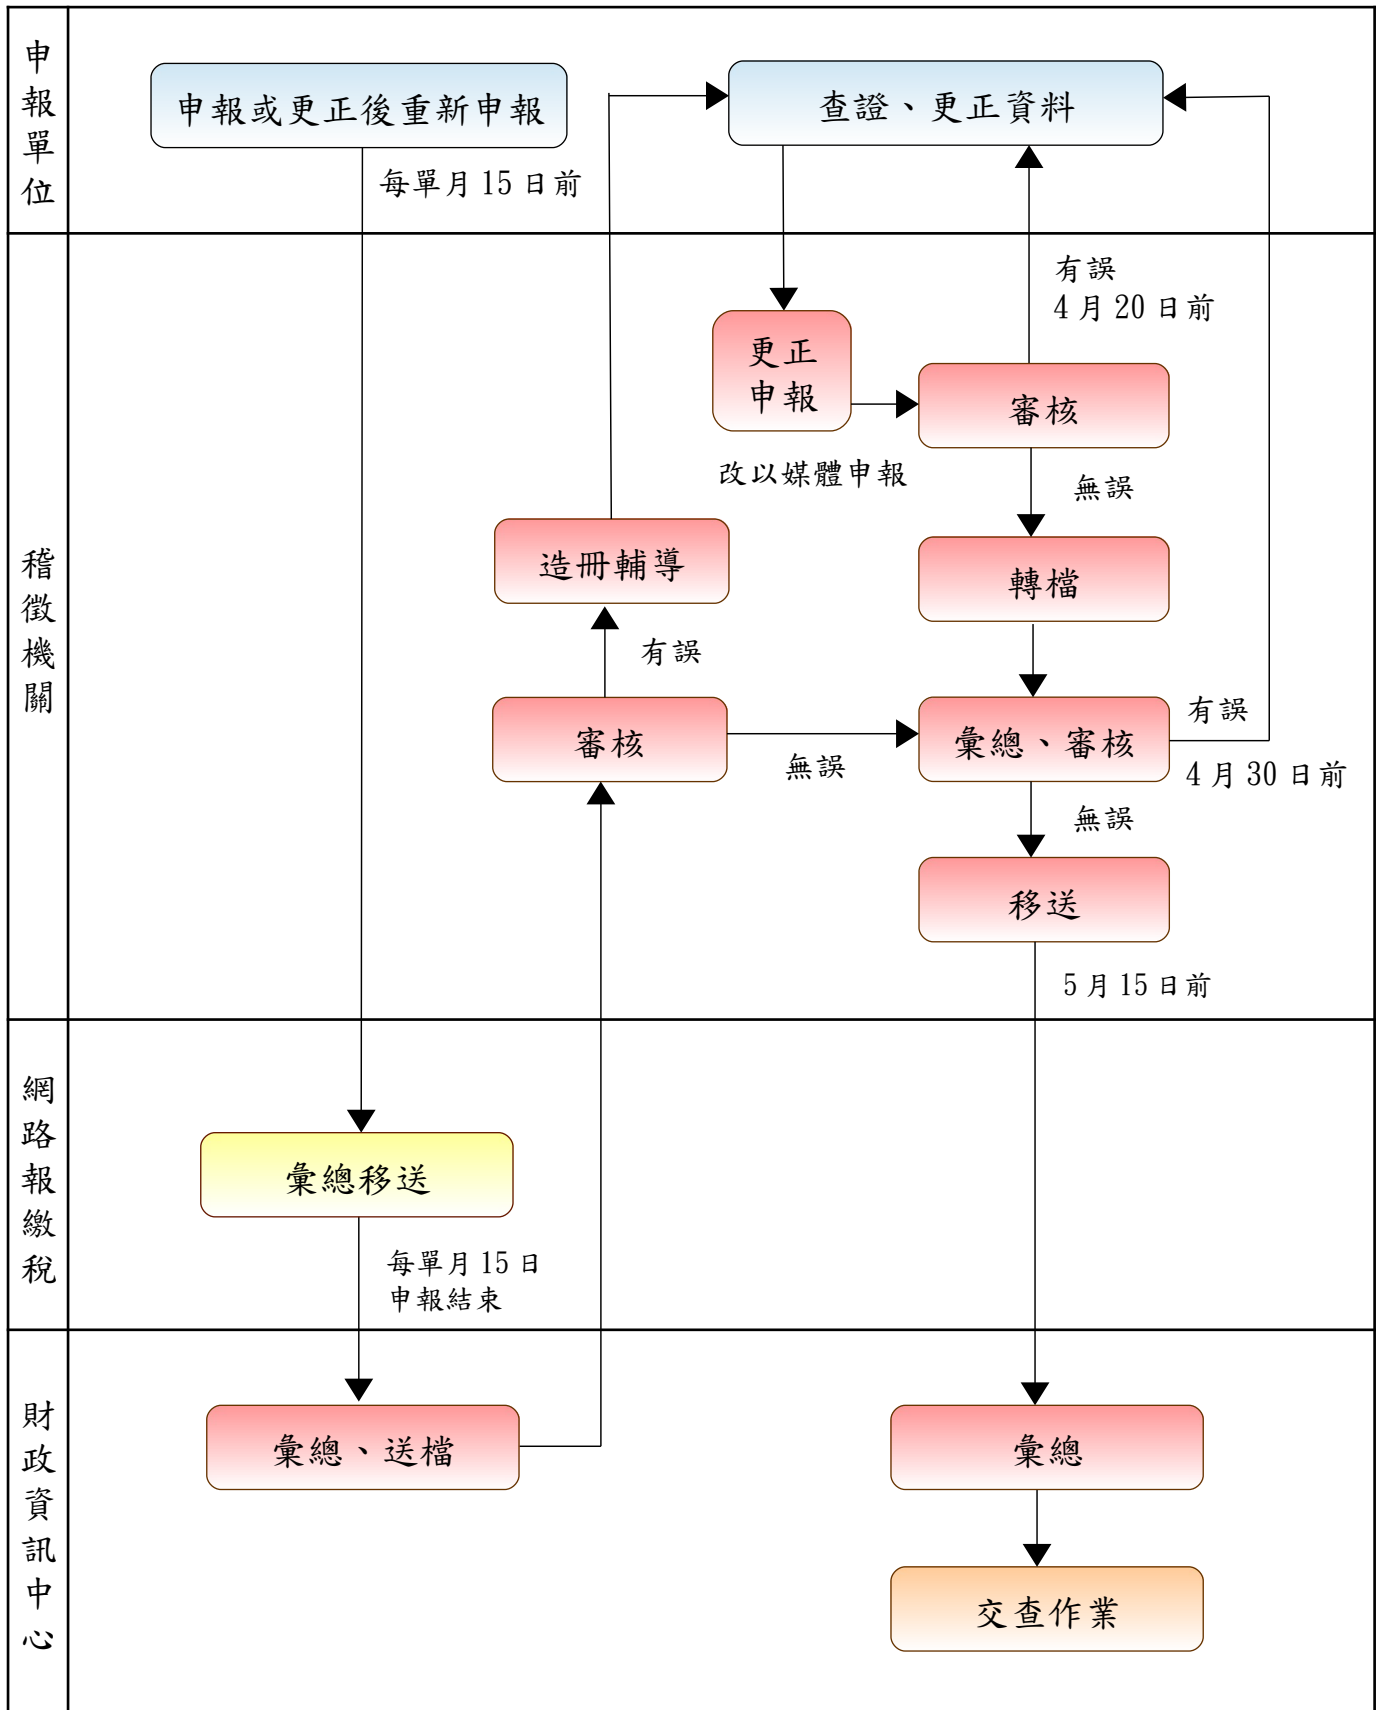 申報單位
申報或更正後重新申報
查證、更正資料
每單月15日前
稽徵機關
有誤
4月20日前
更正
申報
審核
改以媒體申報
無誤
造冊輔導
轉檔
有誤
審核
無誤
彙總、審核
有誤
4月30日前
無誤
移送
5月15日前
網路報繳稅
彙總移送
每單月15日
申報結束
財政資訊中心
彙總、送檔
彙總
交查作業